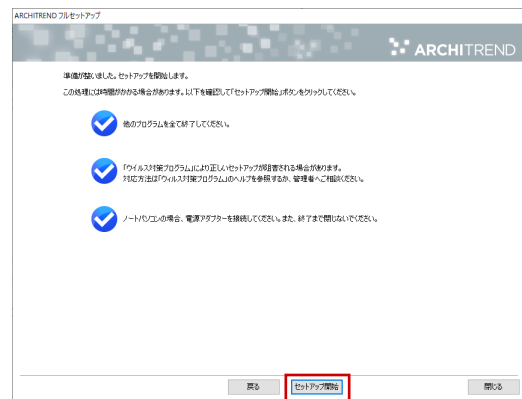 ARCHITREND フルセットアップ
ARCHITREND
準備が整いました。セットアップを開始します。
この処理には時間がかかる場合があります。以下を確認して「セットアップ開始」ボタンをクリックしてください。
他のプログラムを全て終了してください。
「ウイルス対策プログラム」により正しいセットアップが阻害される場合があります。
対応方法は「ウィルス対策プログラム」のヘルプを参照するか、管理者へご相談ください。
ノートパソコンの場合、電源アダプターを接続してください。また、終了まで閉じないでください。
戻る
セットアップ開始
閉じる